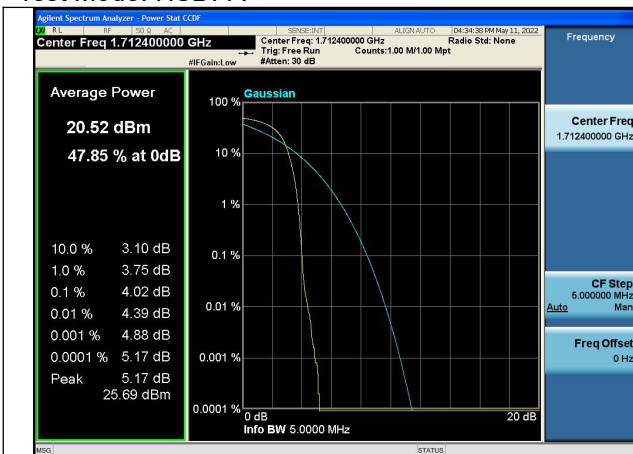 Agilent Spectrum Analyzer - Power Stat CCDF
RL RF 50 Ω AC SENSE:INT ALIGN AUTO 04:34:38 PM May 11, 2022
Center Freq 1.712400000 GHz
Center Freq: 1.712400000 GHz Radio Std: None
Trig: Free Run Counts:1.00 M/1.00 Mpt
#IFGain:Low #Atten: 30 dB
Frequency
Average Power
20.52 dBm
47.85 % at 0dB
10.0 % 3.10 dB
1.0 % 3.75 dB
0.1 % 4.02 dB
0.01 % 4.39 dB
0.001 % 4.88 dB
0.0001 % 5.17 dB
Peak 5.17 dB
25.69 dBm
100 % Gaussian
10 %
1 %
0.1 %
0.01 %
0.001 %
0.0001 %
0 dB 20 dB
Info BW 5.0000 MHz
Center Freq
1.712400000 GHz
CF Step
5.000000 MHz
Auto Man
Freq Offset
0 Hz
MSG STATUS